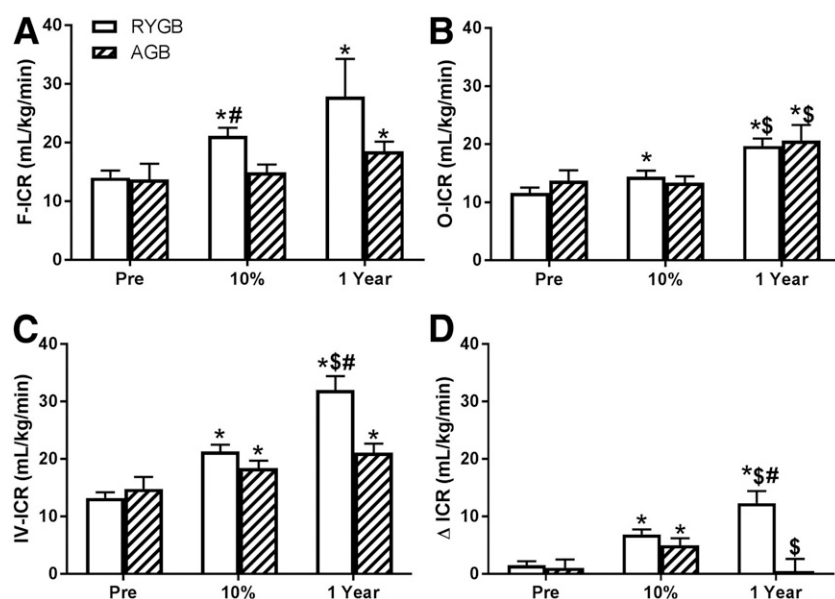 A
RYGB
AGB
F-ICR (mL/kg/min)
40
30
20
10
0
*#
*
*
Pre
10%
1 Year
B
O-ICR (mL/kg/min)
40
30
20
10
0
*
*$
*$
Pre
10%
1 Year
C
IV-ICR (mL/kg/min)
40
30
20
10
0
*
*
*$#
*
Pre
10%
1 Year
D
Δ ICR (mL/kg/min)
40
30
20
10
0
*
*
*$#
$
Pre
10%
1 Year